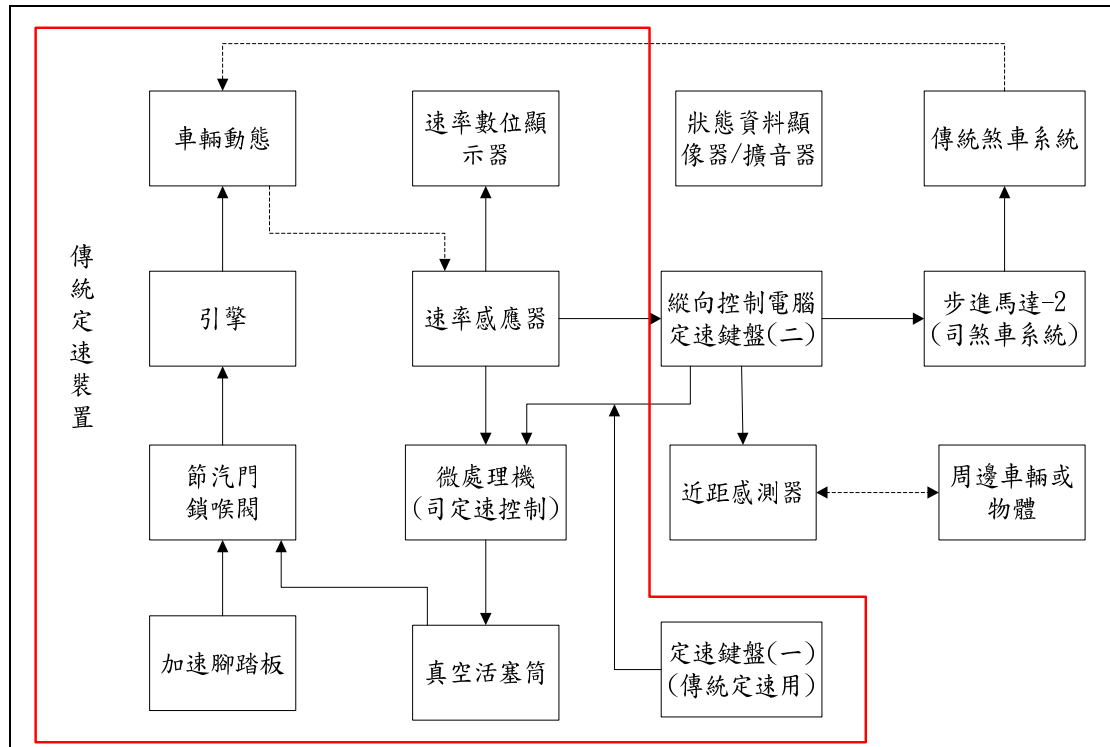 車輛動態
速率數位顯
示器
狀態資料顯
像器/擴音器
傳統煞車系統
傳
統
定
速
裝
置
引擎
速率感應器
縱向控制電腦
定速鍵盤(二)
步進馬達-2
(司煞車系統)
節汽門
鎖喉閥
微處理機
(司定速控制)
近距感測器
周邊車輛或
物體
加速腳踏板
真空活塞筒
定速鍵盤(一)
(傳統定速用)